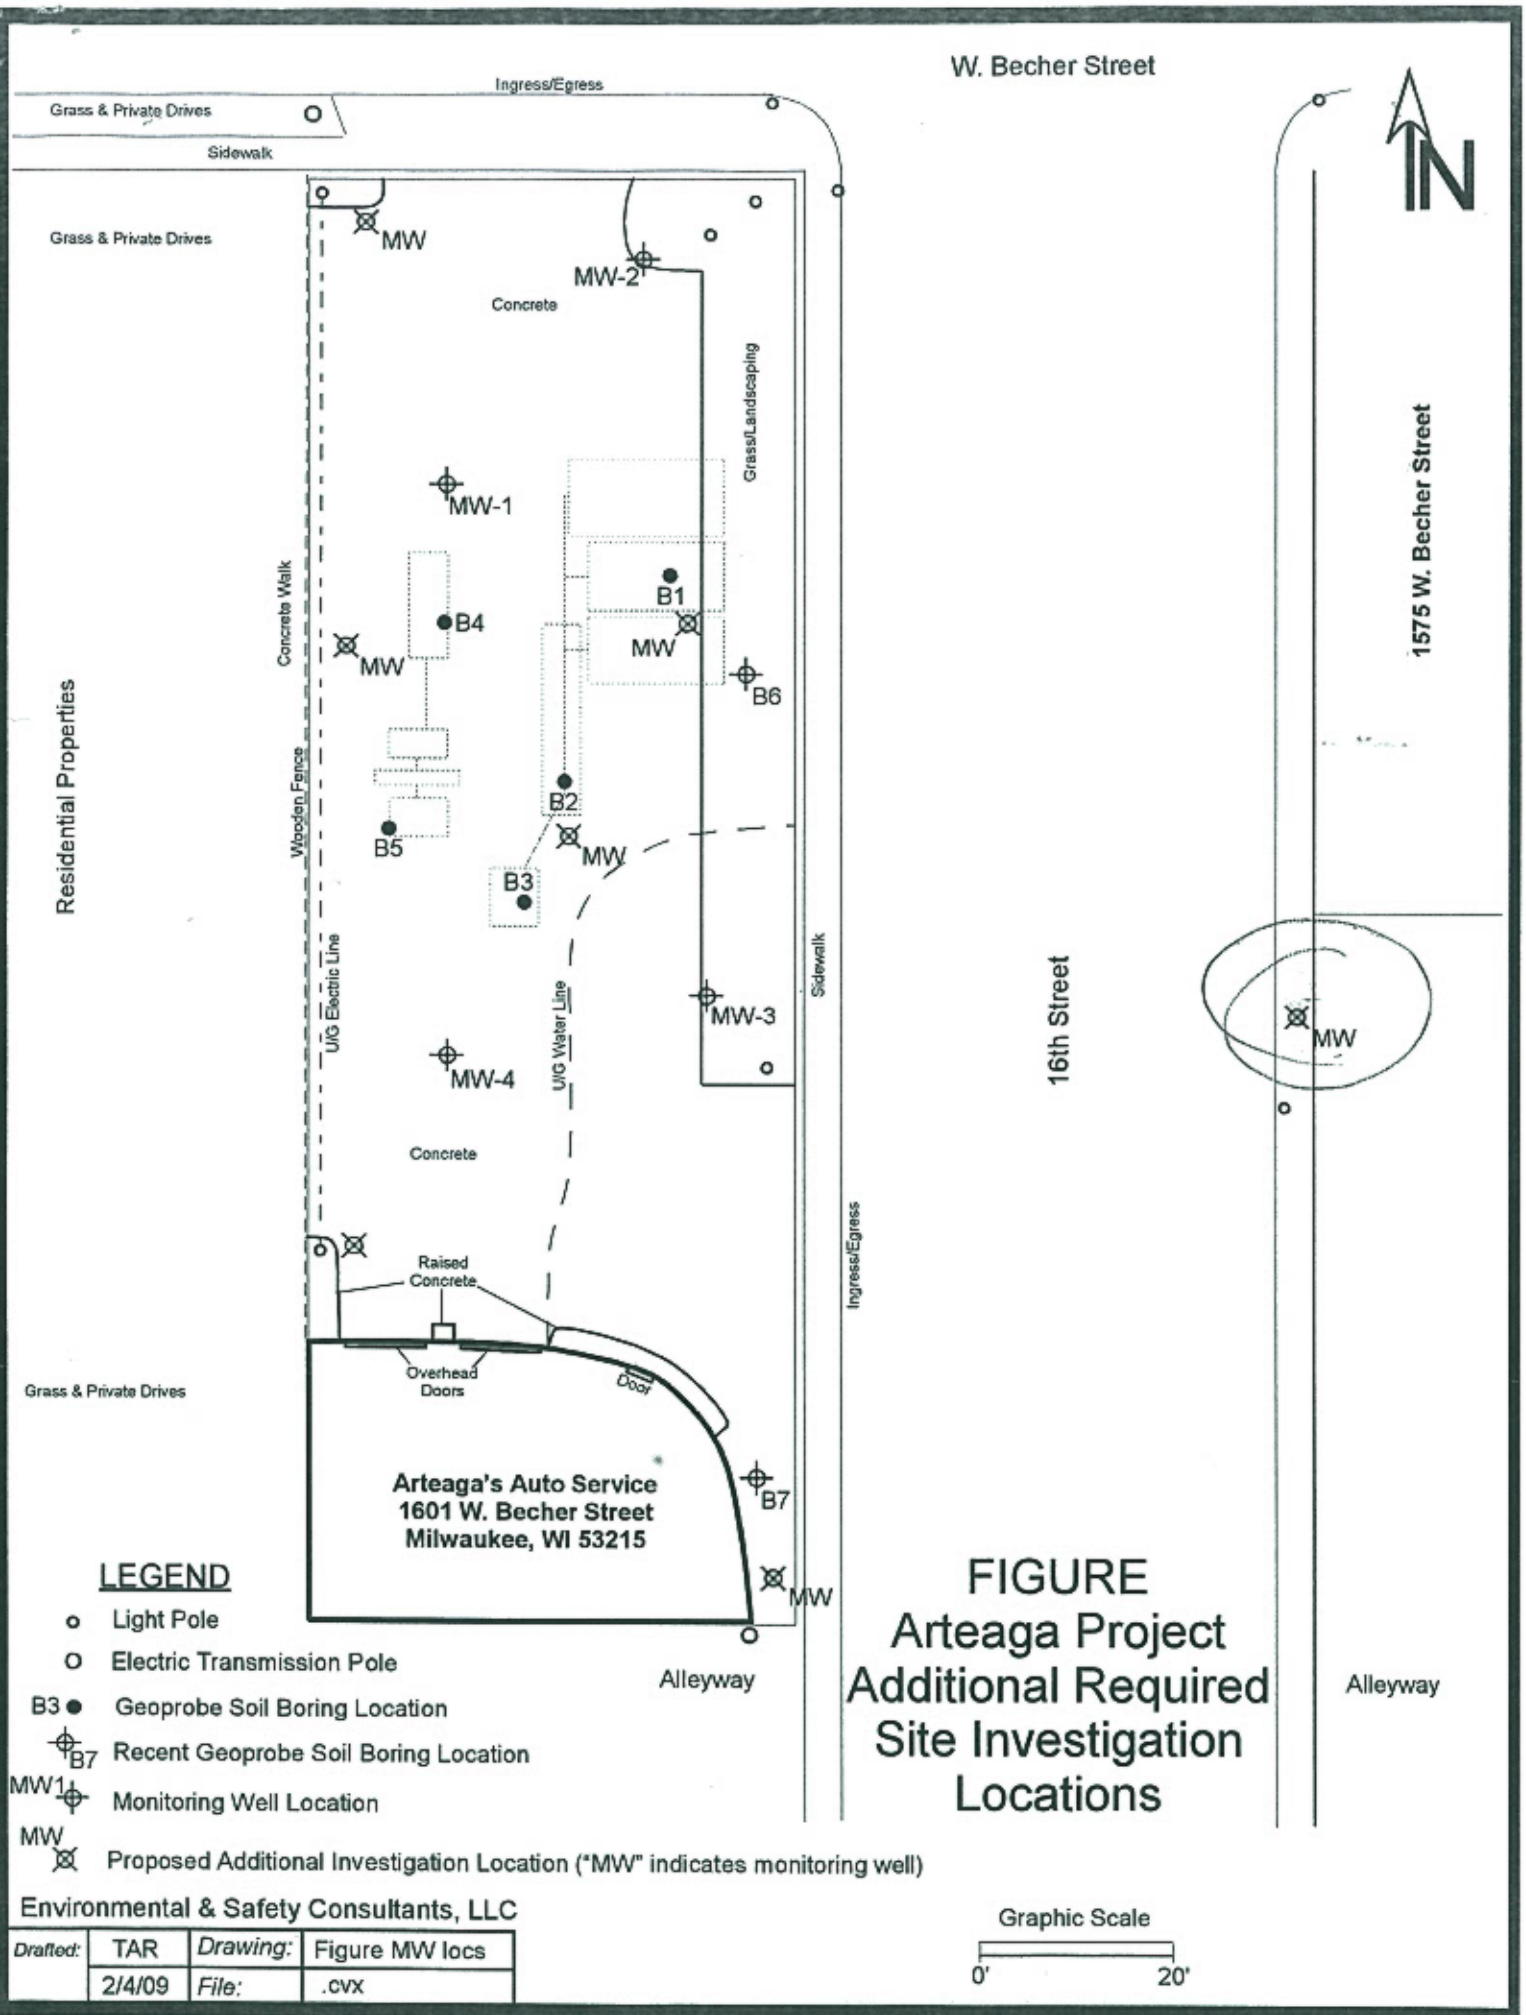 W. Becher Street
Ingress/Egress
Grass & Private Drives
Sidewalk
N
Grass & Private Drives
MW
MW-2
Concrete
Grass/Landscaping
1575 W. Becher Street
MW-1
Concrete Walk
B1
B4
MW
MW
B6
Residential Properties
Wooden Fence
B2
B5
MW
B3
U/G Electric Line
U/G Water Line
Sidewalk
16th Street
MW-3
MW
MW-4
Concrete
Ingress/Egress
Raised
Concrete
Overhead
Doors
Door
Grass & Private Drives
Arteaga's Auto Service
1601 W. Becher Street
Milwaukee, WI 53215
B7
MW
Alleyway
Alleyway
FIGURE
Arteaga Project
Additional Required
Site Investigation
Locations
LEGEND
Light Pole
Electric Transmission Pole
B3 Geoprobe Soil Boring Location
B7 Recent Geoprobe Soil Boring Location
MW1 Monitoring Well Location
MW Proposed Additional Investigation Location ("MW" indicates monitoring well)
Environmental & Safety Consultants, LLC
Drafted: TAR Drawing: Figure MW locs
2/4/09 File: .cvx
Graphic Scale
0' 20'